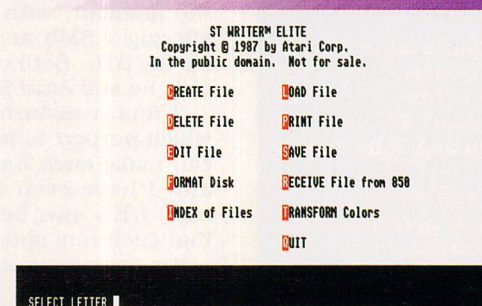 ST WRITER™ ELITE
Copyright © 1987 by Atari Corp.
In the public domain. Not for sale.
CREATE File LOAD File
DELETE File PRINT File
EDIT File SAVE File
FORMAT Disk RECEIVE File from 850
INDEX of Files TRANSFORM Colors
QUIT
SELECT LETTER